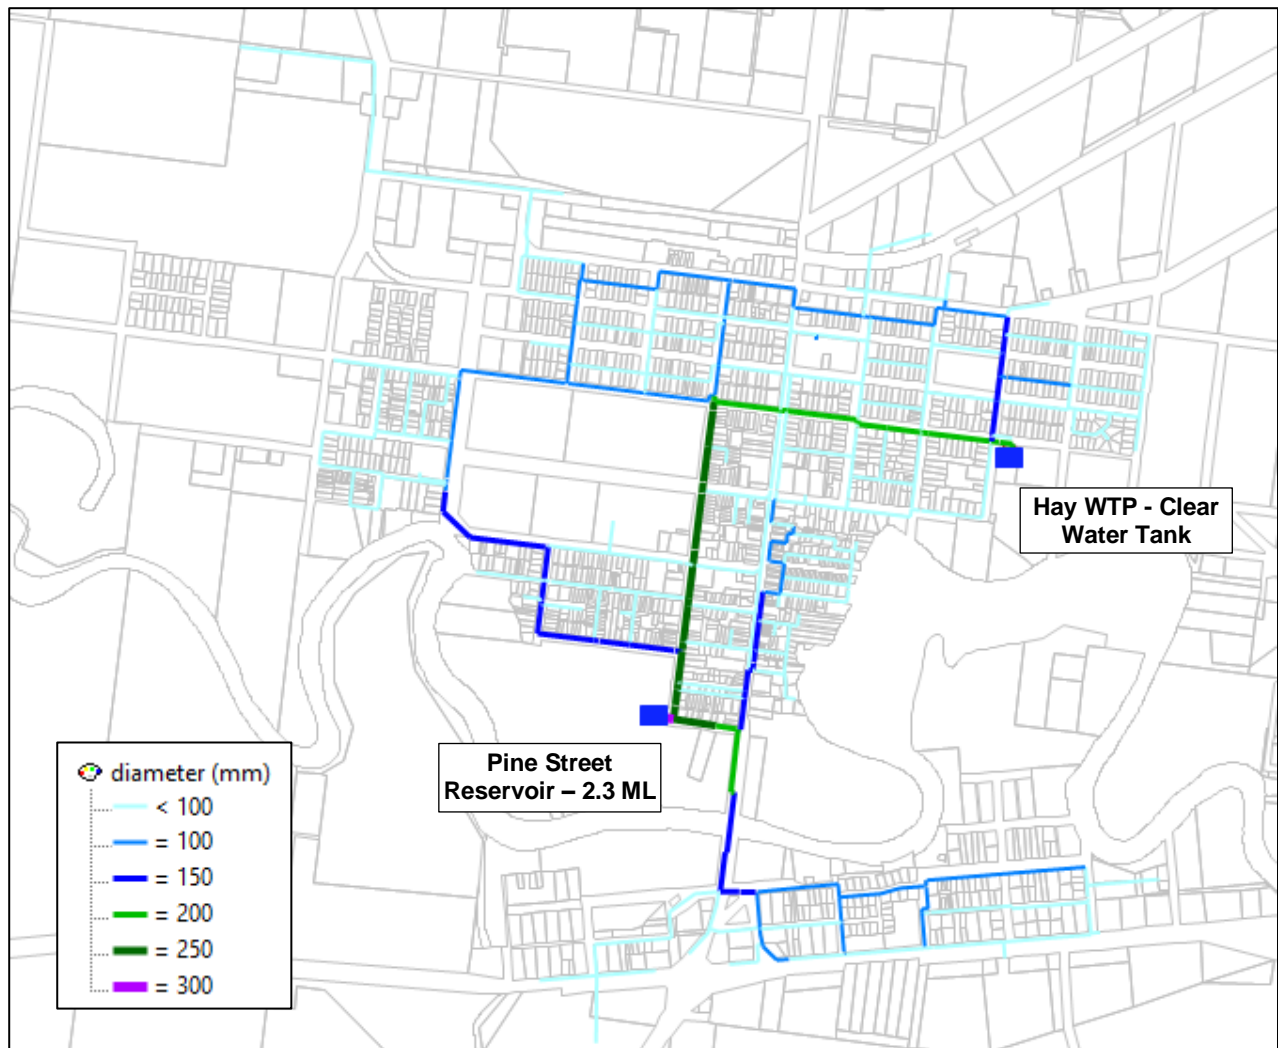 Hay WTP - Clear
Water Tank
Pine Street
Reservoir – 2.3 ML
diameter (mm)
< 100
= 100
= 150
= 200
= 250
= 300